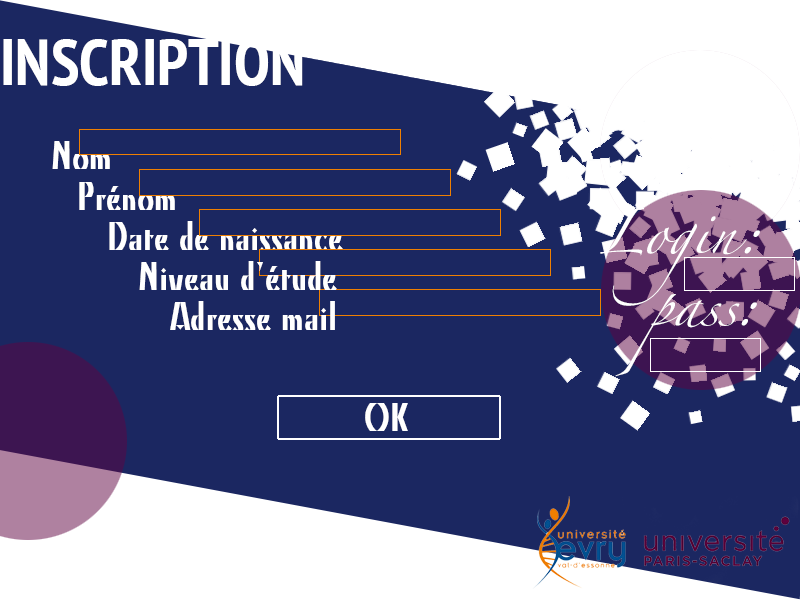 INSCRIPTION
Nom
Prénom
Date de naissance
Niveau d'étude
Adresse mail
Login:
pass:
OK
université
evry
val-d'essonne
université
PARIS-SACLAY